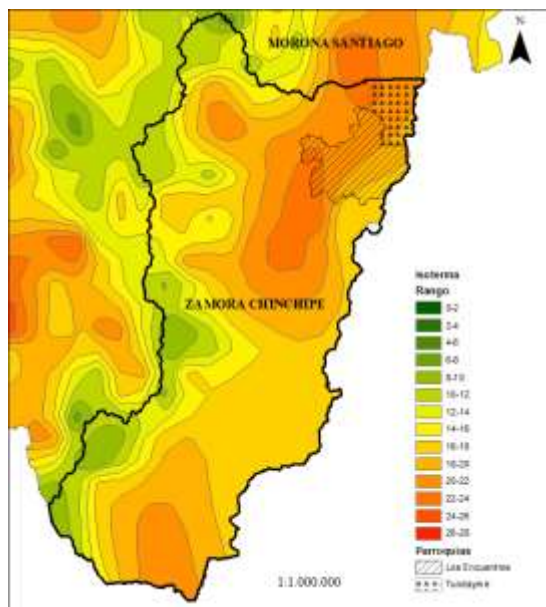 N
MORONA SANTIAGO
ZAMORA CHINCHIPE
Isoterma
Rango
0-2
2-4
4-6
6-8
8-10
10-12
12-14
14-16
16-18
18-20
20-22
22-24
24-26
26-28
Parroquias
Los Encuentros
Tundayme
1:1.000.000